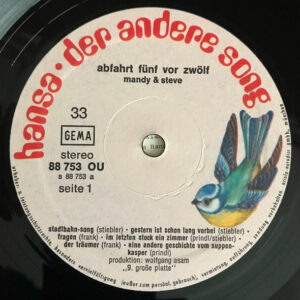 hansa · der andere song
abfahrt fünf vor zwölf
mandy & steve
33
GEMA
stereo
88 753 OU
a 88 753 a
seite 1
stadtbahn-song (stiebler) · gestern ist schon lang vorbei (stiebler)
fragen (frank) · im letzten stock ein zimmer (prindl/stiebler)
der träumer (frank) · eine andere geschichte vom suppen-
kasper (prindl)
produktion: wolfgang asam
„9. große platte"